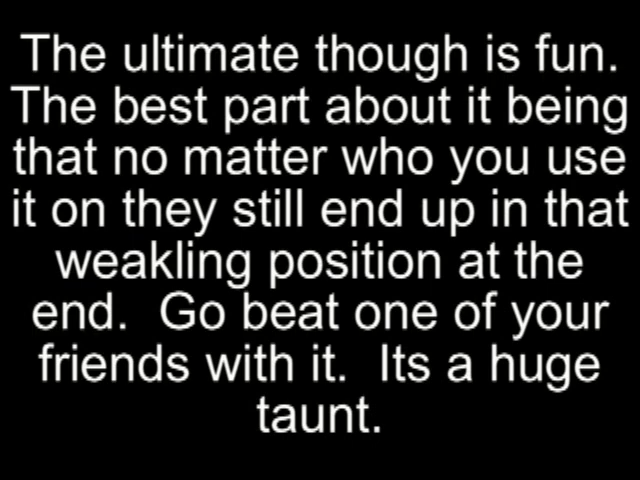 The ultimate though is fun.
The best part about it being
that no matter who you use
it on they still end up in that
weakling position at the
end.  Go beat one of your
friends with it.  Its a huge
taunt.